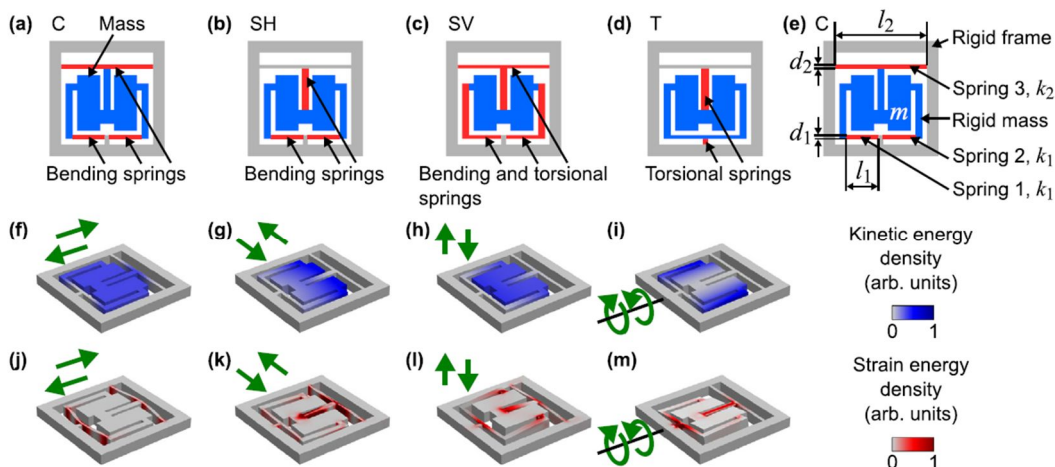 (a) C Mass
(b) SH
(c) SV
(d) T
(e) C
l₂
Rigid frame
d₂
Spring 3, k₂
m
Rigid mass
d₁
Spring 2, k₁
l₁
Spring 1, k₁
Bending springs
Bending springs
Bending and torsional
springs
Torsional springs
(f)
(g)
(h)
(i)
Kinetic energy
density
(arb. units)
0 1
(j)
(k)
(l)
(m)
Strain energy
density
(arb. units)
0 1